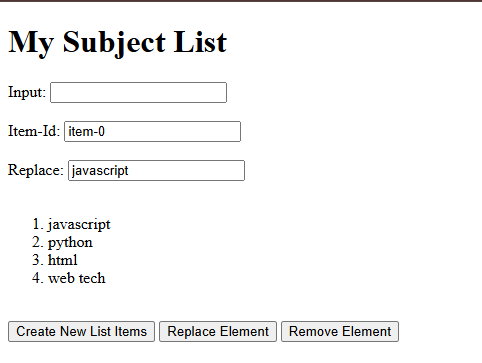 My Subject List
Input:
Item-Id: item-0
Replace: javascript
1. javascript
2. python
3. html
4. web tech
Create New List Items Replace Element Remove Element